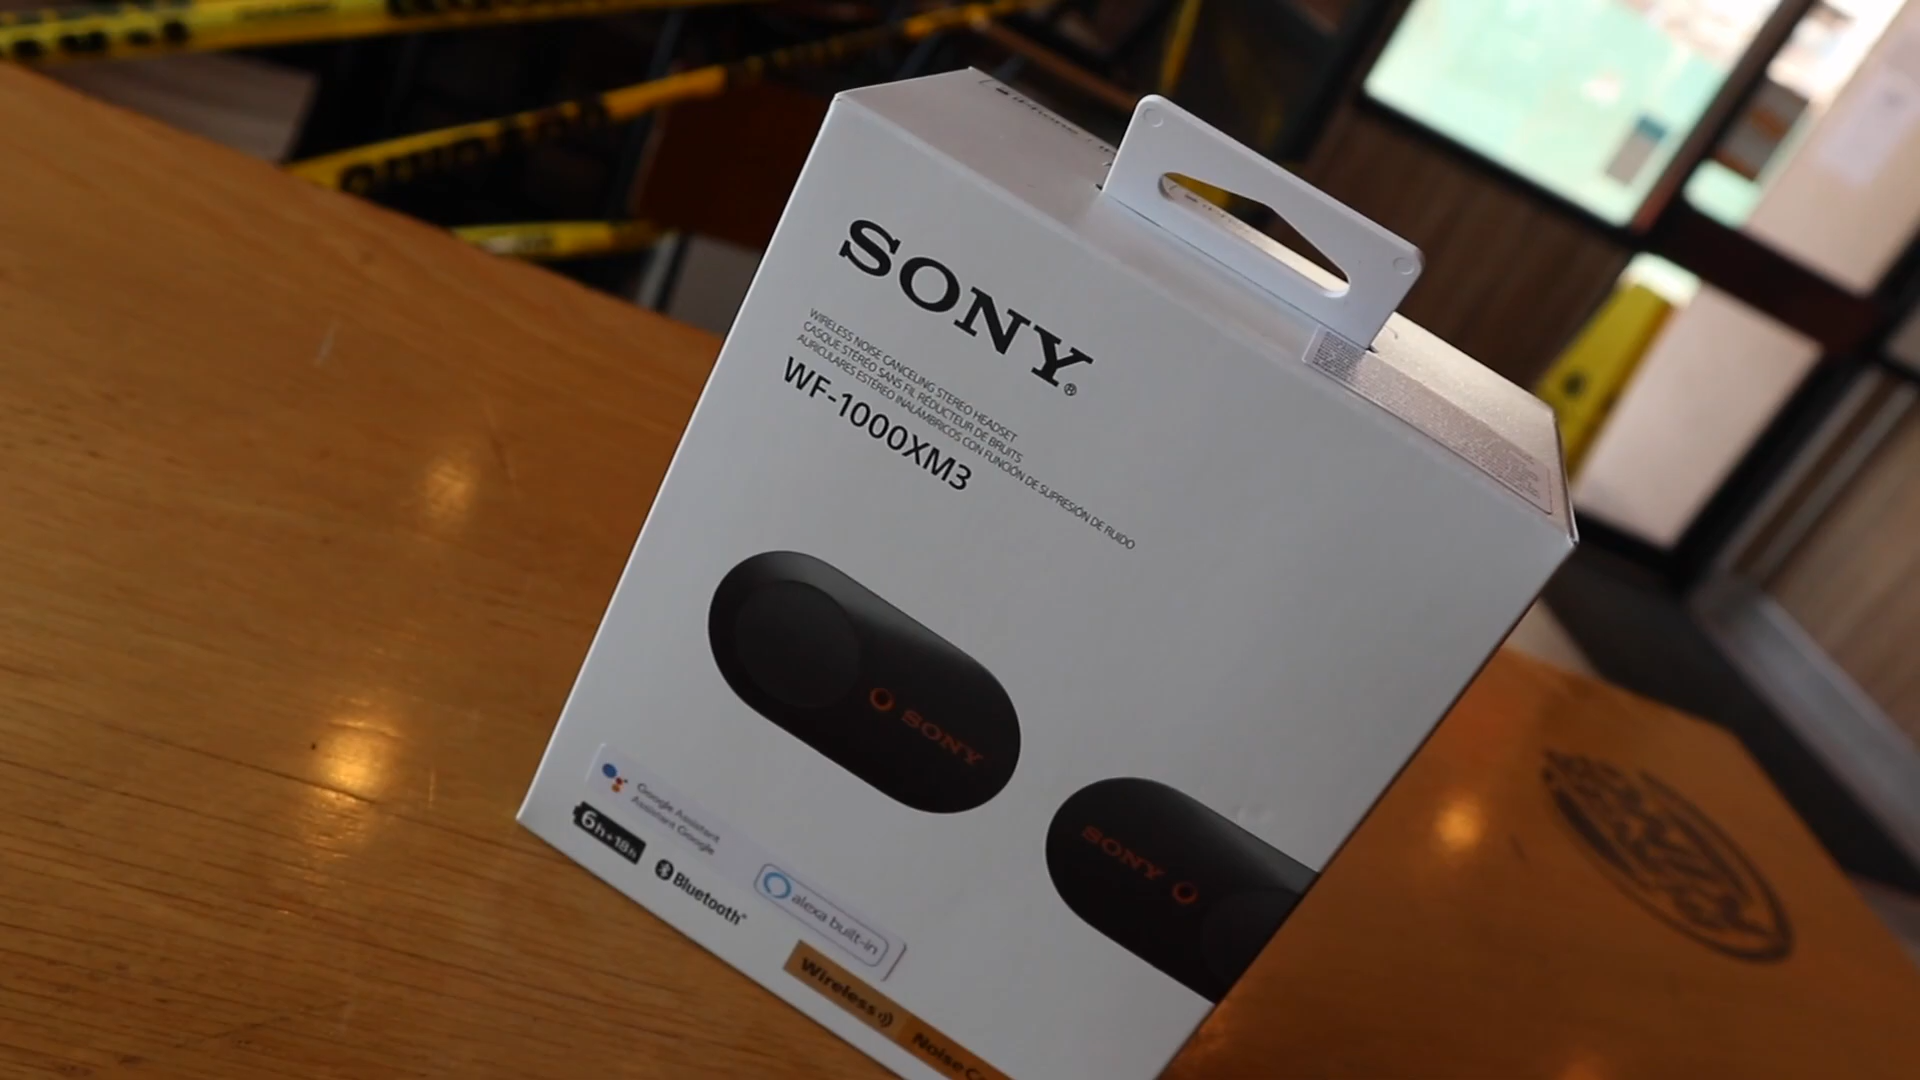 SONY®
WIRELESS NOISE CANCELING STEREO HEADSET
CASQUE STÉRÉO SANS FIL RÉDUCTEUR DE BRUITS
AURICULARES ESTÉREO INALÁMBRICOS CON FUNCIÓN DE SUPRESIÓN DE RUIDO
WF-1000XM3
SONY
SONY
Google Assistant
Assistant Google
6h+18h
Bluetooth®
alexa built-in
Wireless
Noise